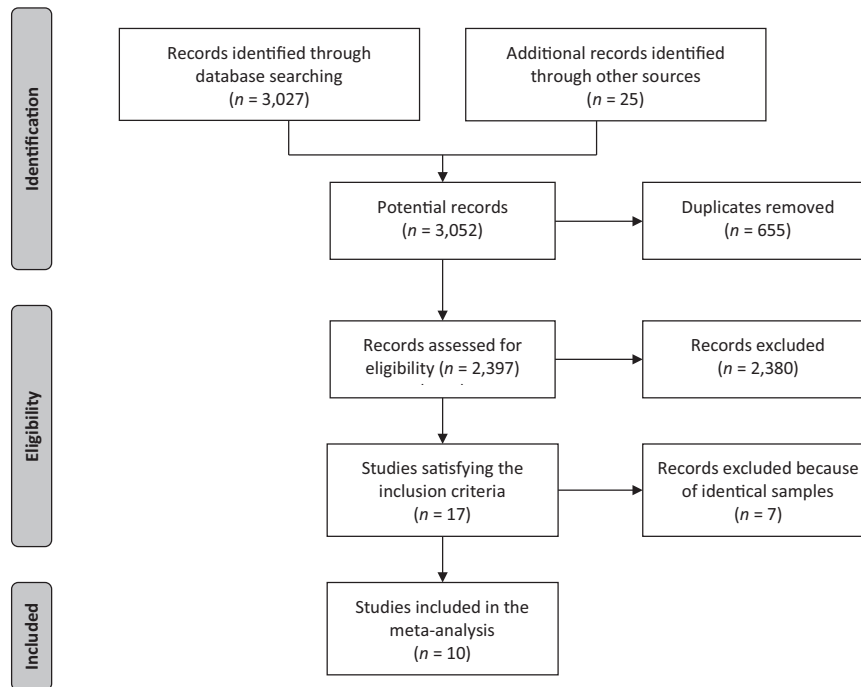 Identification
Records identified through
database searching
(n = 3,027)
Additional records identified
through other sources
(n = 25)
Potential records
(n = 3,052)
Duplicates removed
(n = 655)
Eligibility
Records assessed for
eligibility (n = 2,397)
Records excluded
(n = 2,380)
Studies satisfying the
inclusion criteria
(n = 17)
Records excluded because
of identical samples
(n = 7)
Included
Studies included in the
meta-analysis
(n = 10)